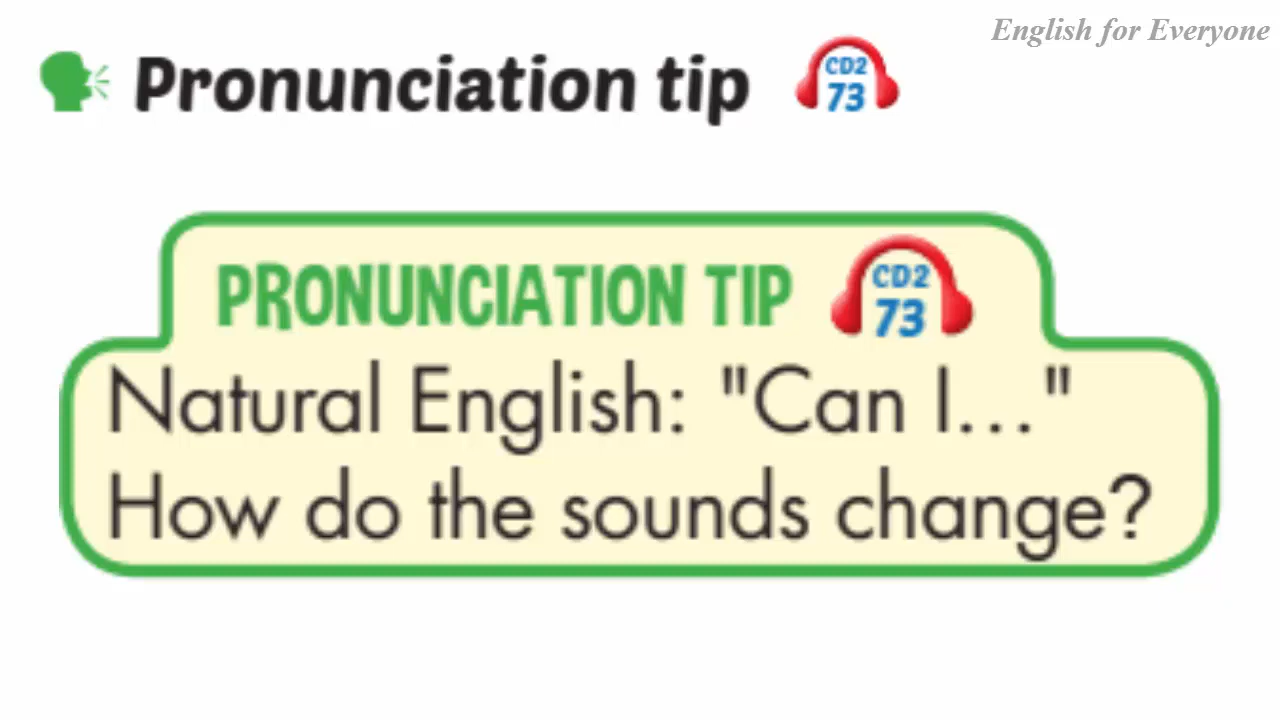 English for Everyone
Pronunciation tip CD2 73
PRONUNCIATION TIP CD2 73
Natural English: "Can I..."
How do the sounds change?